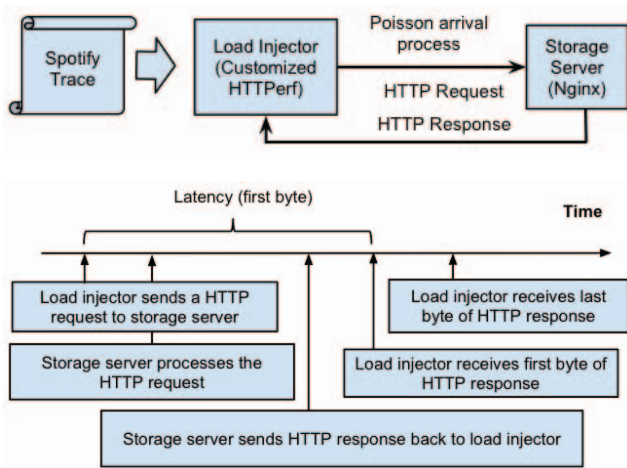 Spotify
Trace
Load Injector
(Customized
HTTPerf)
Poisson arrival
process
HTTP Request
HTTP Response
Storage
Server
(Nginx)
Latency (first byte)
Time
Load injector sends a HTTP
request to storage server
Load injector receives last
byte of HTTP response
Storage server processes the
HTTP request
Load injector receives first byte of
HTTP response
Storage server sends HTTP response back to load injector